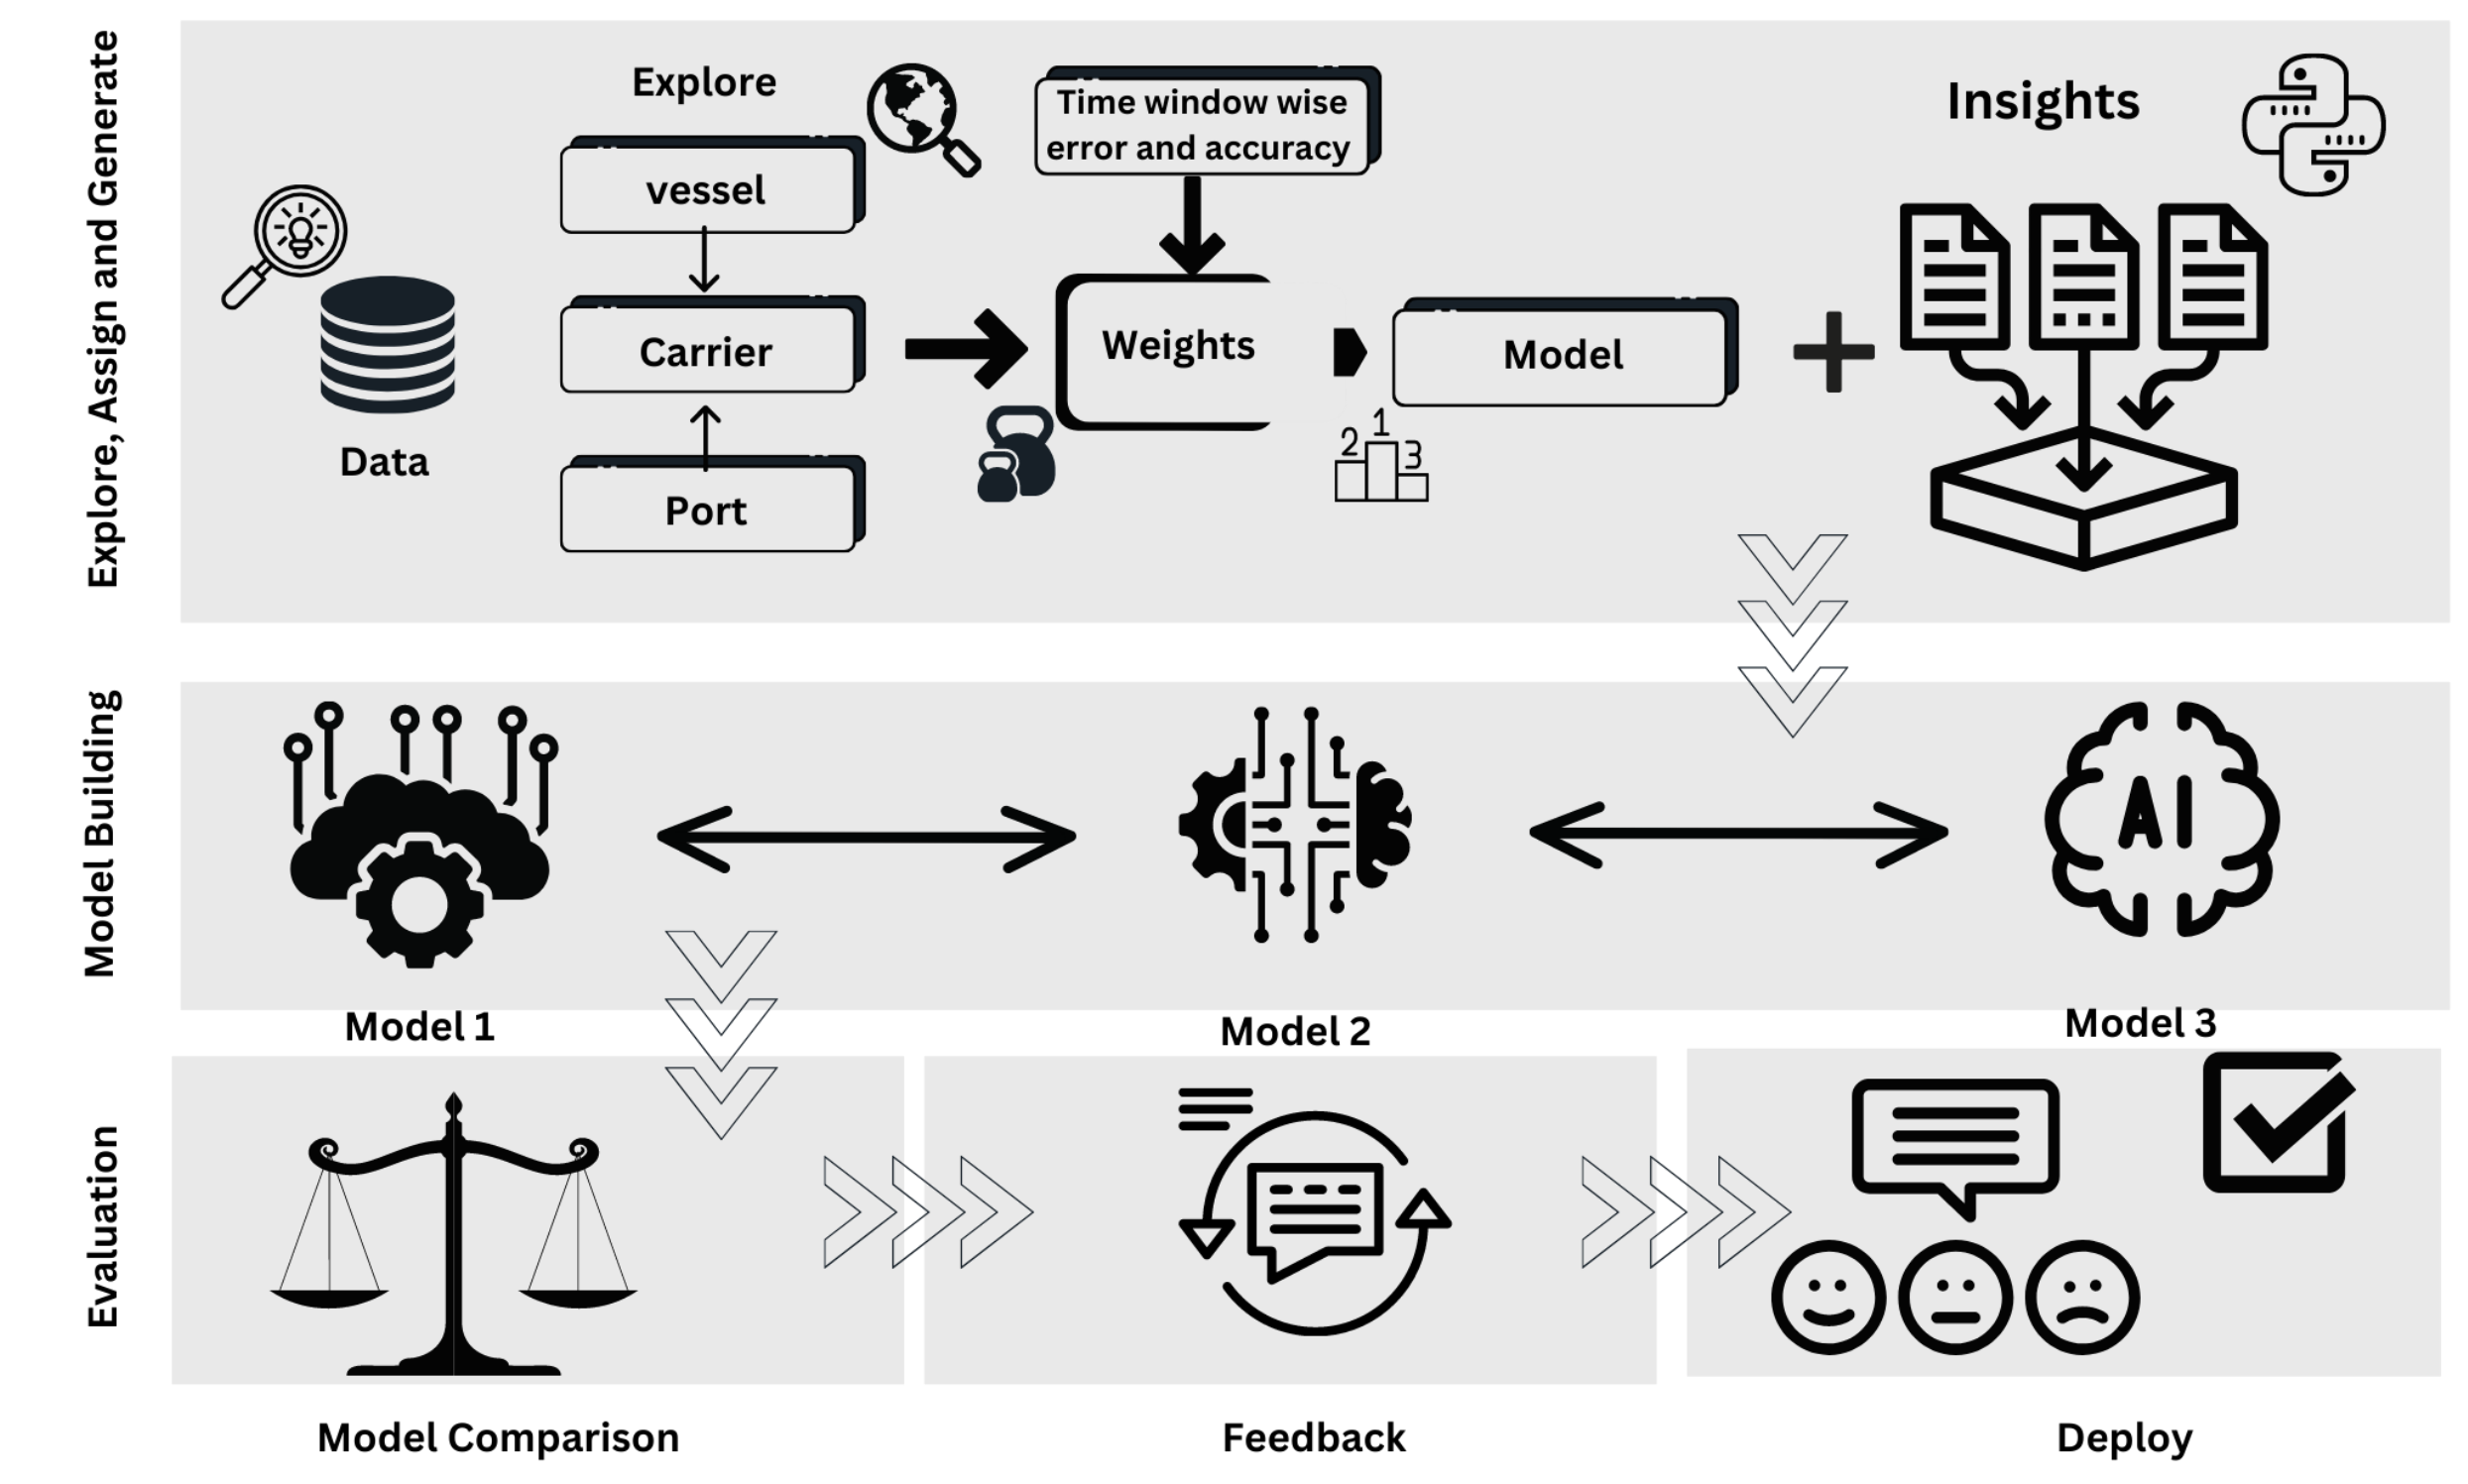 Explore, Assign and Generate
Explore
Time window wise
error and accuracy
Insights
vessel
Carrier
Weights
Model
Data
Port
2
1
3
Model Building
AI
Model 1
Model 2
Model 3
Evaluation
Model Comparison
Feedback
Deploy